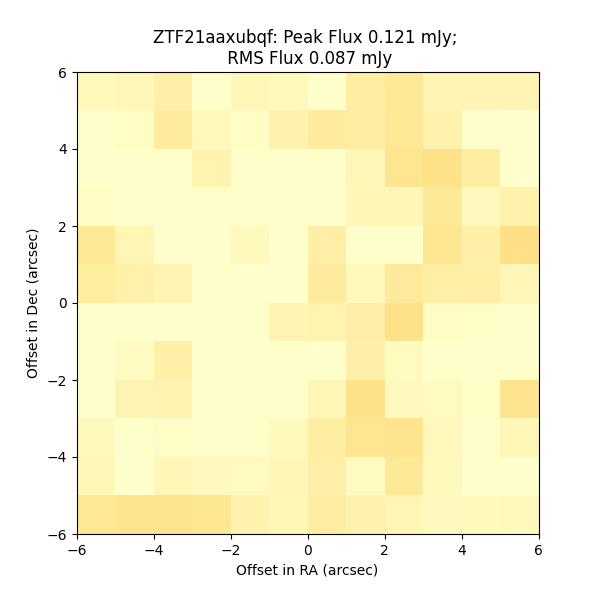 ZTF21aaxubqf: Peak Flux 0.121 mJy;
RMS Flux 0.087 mJy
6
4
2
0
−2
−4
−6
Offset in Dec (arcsec)
−6 −4 −2 0 2 4 6
Offset in RA (arcsec)